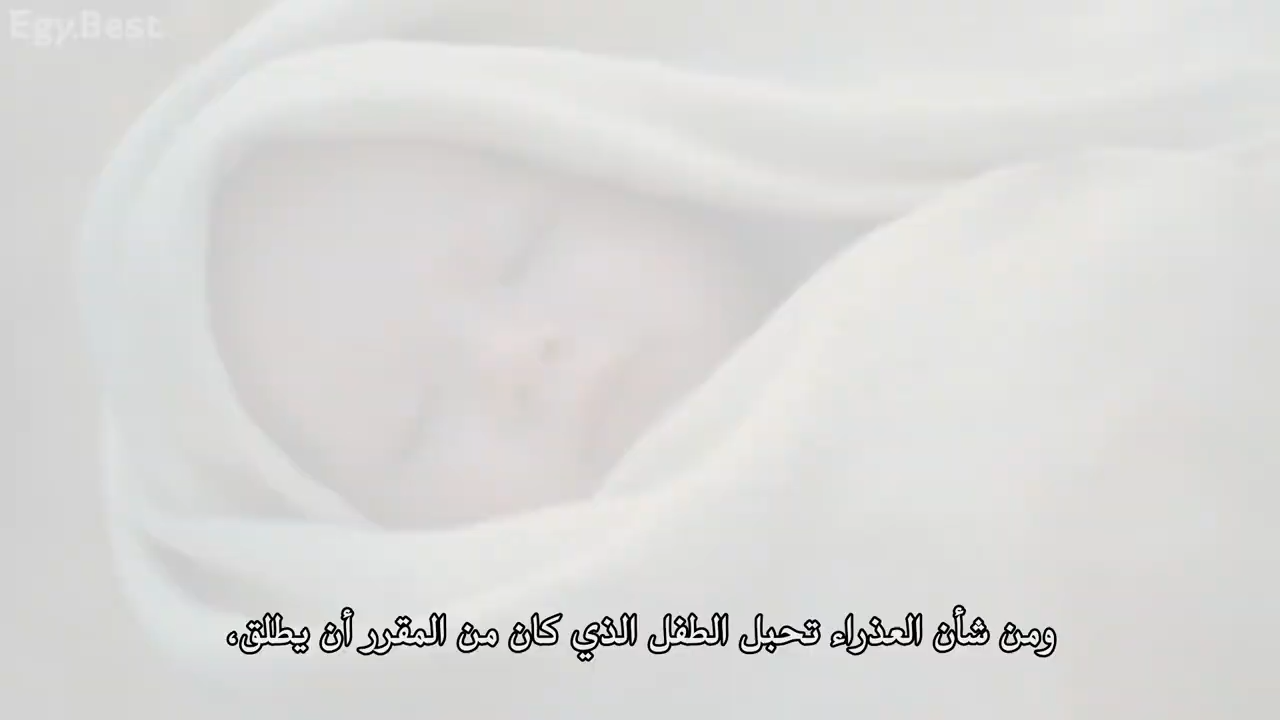 Egy.Best
ومن شأن العذراء تحبل الطفل الذي كان من المقرر أن يطلق،